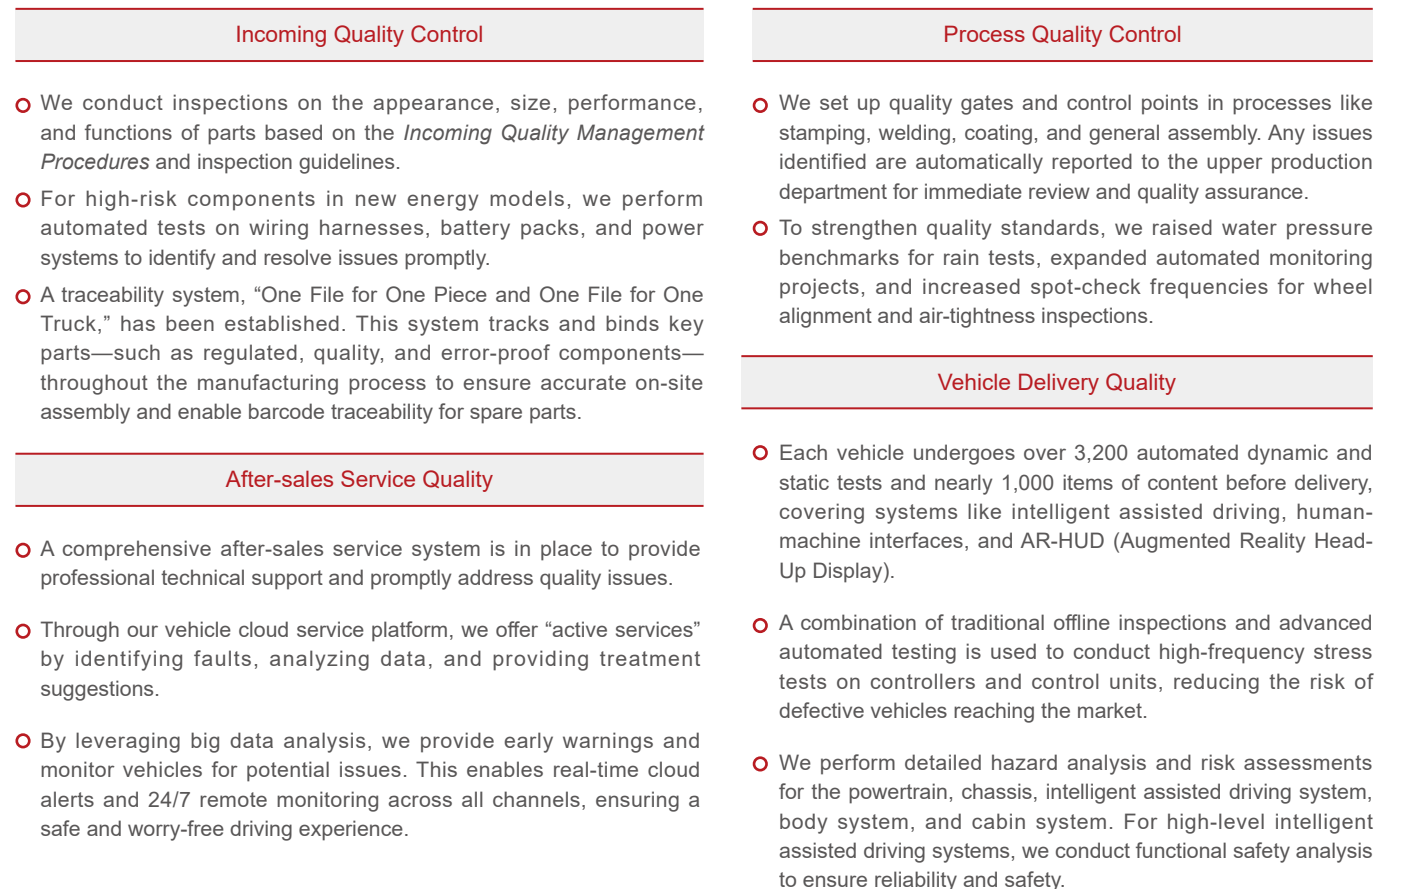 Incoming Quality Control
We conduct inspections on the appearance, size, performance,
and functions of parts based on the Incoming Quality Management
Procedures and inspection guidelines.
For high-risk components in new energy models, we perform
automated tests on wiring harnesses, battery packs, and power
systems to identify and resolve issues promptly.
A traceability system, “One File for One Piece and One File for One
Truck,” has been established. This system tracks and binds key
parts—such as regulated, quality, and error-proof components—
throughout the manufacturing process to ensure accurate on-site
assembly and enable barcode traceability for spare parts.
After-sales Service Quality
A comprehensive after-sales service system is in place to provide
professional technical support and promptly address quality issues.
Through our vehicle cloud service platform, we offer “active services”
by identifying faults, analyzing data, and providing treatment
suggestions.
By leveraging big data analysis, we provide early warnings and
monitor vehicles for potential issues. This enables real-time cloud
alerts and 24/7 remote monitoring across all channels, ensuring a
safe and worry-free driving experience.
Process Quality Control
We set up quality gates and control points in processes like
stamping, welding, coating, and general assembly. Any issues
identified are automatically reported to the upper production
department for immediate review and quality assurance.
To strengthen quality standards, we raised water pressure
benchmarks for rain tests, expanded automated monitoring
projects, and increased spot-check frequencies for wheel
alignment and air-tightness inspections.
Vehicle Delivery Quality
Each vehicle undergoes over 3,200 automated dynamic and
static tests and nearly 1,000 items of content before delivery,
covering systems like intelligent assisted driving, human-
machine interfaces, and AR-HUD (Augmented Reality Head-
Up Display).
A combination of traditional offline inspections and advanced
automated testing is used to conduct high-frequency stress
tests on controllers and control units, reducing the risk of
defective vehicles reaching the market.
We perform detailed hazard analysis and risk assessments
for the powertrain, chassis, intelligent assisted driving system,
body system, and cabin system. For high-level intelligent
assisted driving systems, we conduct functional safety analysis
to ensure reliability and safety.